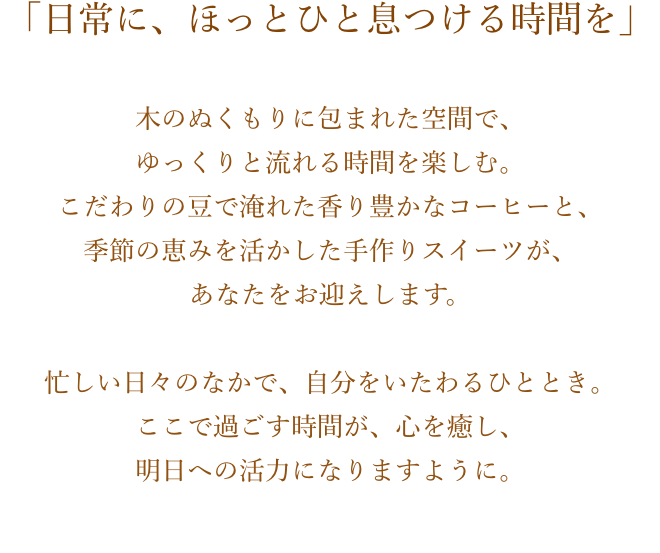 「日常に、ほっとひと息つける時間を」
木のぬくもりに包まれた空間で、
ゆっくりと流れる時間を楽しむ。
こだわりの豆で淹れた香り豊かなコーヒーと、
季節の恵みを活かした手作りスイーツが、
あなたをお迎えします。
忙しい日々のなかで、自分をいたわるひととき。
ここで過ごす時間が、心を癒し、
明日への活力になりますように。